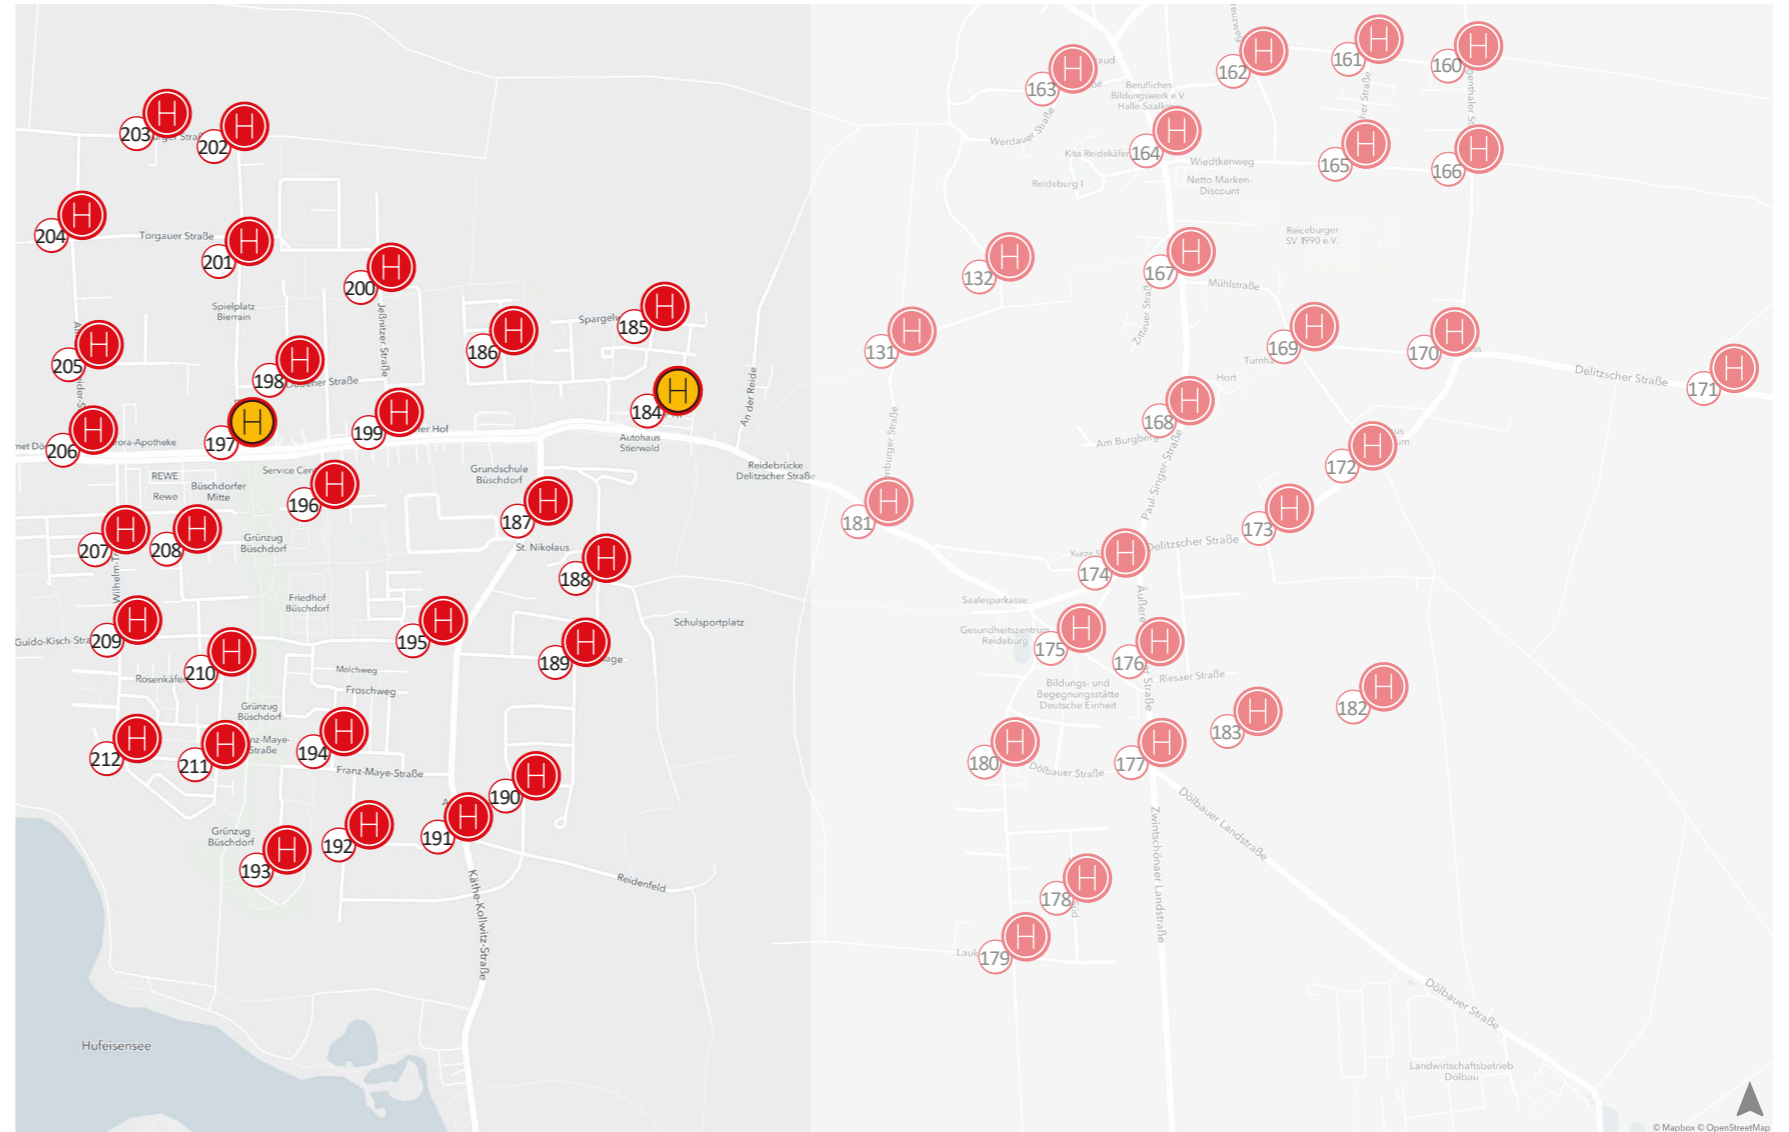 H
163
H
162
H
161
H
160
Berufliches
Bildungswerk e.V.
Halle-Saalkreis
Werdauer Straße
H
203
H
202
H
164
Kita Reidekäfer
Reideburg I
Wiedtkenweg
Netto Marken-
Discount
H
165
H
166
H
204
Torgauer Straße
H
201
H
200
Spielplatz
Bierrain
Jeßnitzer Straße
H
186
H
185
H
132
H
167
Reiceburger
SV 1990 e.V.
Mühlstraße
H
131
H
169
H
170
Delitzscher Straße
H
171
H
205
H
198
H
197
H
199
H
184
An der Reide
Autohaus
Stierwald
Hort
H
168
Am Burgberg
H
206
REWE
Rewe
Büschdorfer
Mitte
H
196
Grundschule
Büschdorf
Reidebrücke
Delitzscher Straße
Paul-Singer-Straße
H
172
H
207
H
208
Grünzug
Büschdorf
H
187
St. Nikolaus
H
188
H
181
H
173
Delitzscher Straße
H
174
Friedhof
Büschdorf
Saalesparkasse
Gesundheitszentrum
Reideburg
H
175
H
176
Riesaer Straße
Schulsportplatz
H
209
H
210
H
195
H
189
Molchweg
Froschweg
Grünzug
Büschdorf
Bildungs- und
Begegnungsstätte
Deutsche Einheit
H
183
H
182
H
212
H
211
H
194
Franz-Maye-Straße
H
190
H
180
Dölbauer Straße
H
177
Dölbauer Landstraße
Grünzug
Büschdorf
H
193
H
192
H
191
Reidenfeld
Käthe-Kollwitz-Straße
Zwintschönaer Landstraße
H
178
H
179
Dölbauer Straße
Hufeisensee
Landwirtschaftsbetrieb
Dölbau
© Mapbox © OpenStreetMap